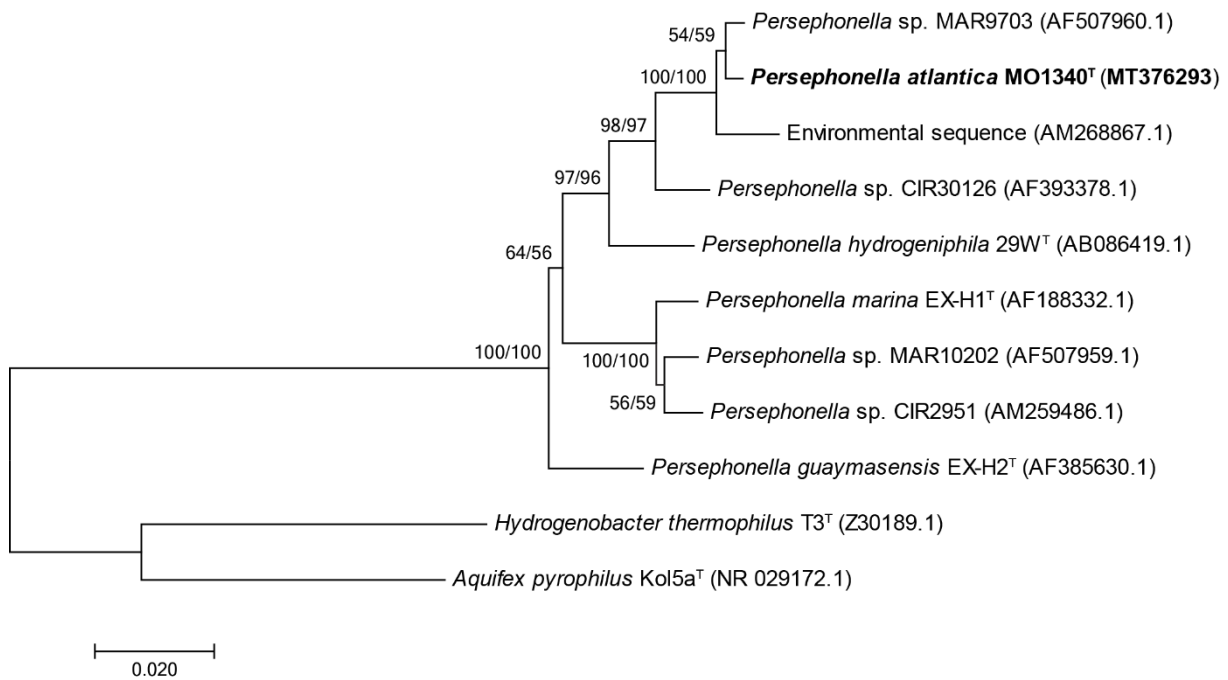 Persephonella sp. MAR9703 (AF507960.1)
54/59
Persephonella atlantica MO1340ᵀ (MT376293)
100/100
Environmental sequence (AM268867.1)
98/97
Persephonella sp. CIR30126 (AF393378.1)
97/96
Persephonella hydrogeniphila 29Wᵀ (AB086419.1)
64/56
Persephonella marina EX-H1ᵀ (AF188332.1)
100/100
Persephonella sp. MAR10202 (AF507959.1)
100/100
56/59
Persephonella sp. CIR2951 (AM259486.1)
Persephonella guaymasensis EX-H2ᵀ (AF385630.1)
Hydrogenobacter thermophilus T3ᵀ (Z30189.1)
Aquifex pyrophilus Kol5aᵀ (NR 029172.1)
0.020